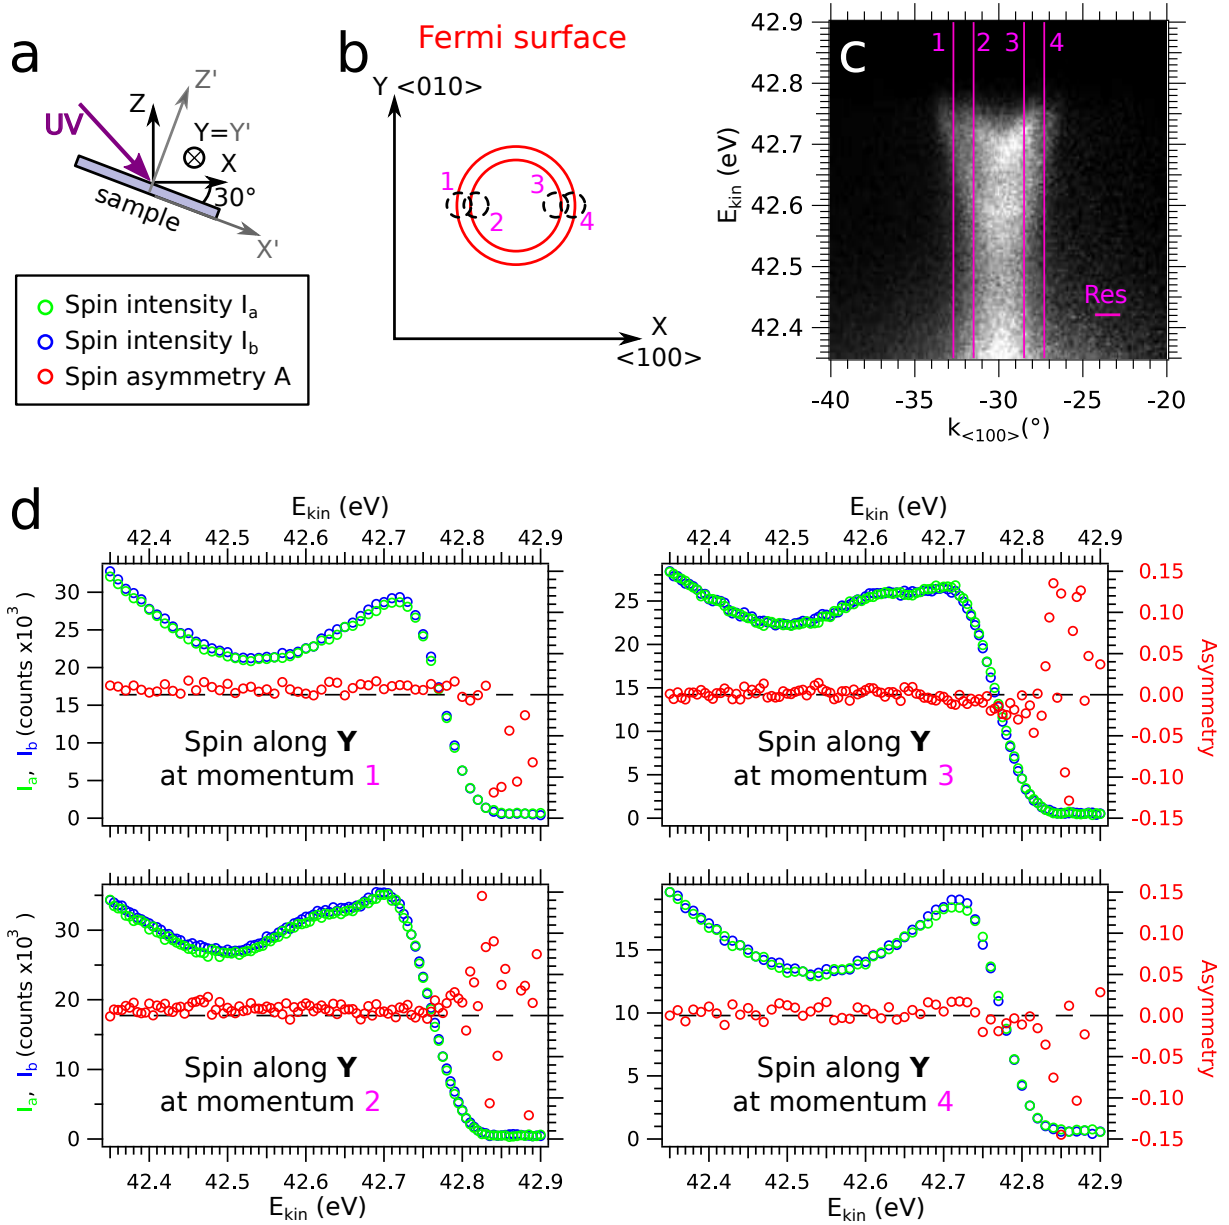 a
Z'
Z
UV
Y=Y'
X
30°
sample
X'
Spin intensity Ia
Spin intensity Ib
Spin asymmetry A
b
Fermi surface
Y <010>
1
3
2
4
X
<100>
c
1 2 3 4
Res
42.9
42.8
42.7
42.6
42.5
42.4
Ekin (eV)
-40 -35 -30 -25 -20
k<100>(°)
d
Ekin (eV)
42.4 42.5 42.6 42.7 42.8 42.9
30
20
15
10
5
0
Ia, Ib (counts x10³)
Spin along Y
at momentum 1
Ekin (eV)
42.4 42.5 42.6 42.7 42.8 42.9
25
20
15
10
5
0
0.15
0.10
0.05
0.00
-0.05
-0.10
-0.15
Asymmetry
Spin along Y
at momentum 3
30
20
10
0
Ia, Ib (counts x10³)
Spin along Y
at momentum 2
42.4 42.5 42.6 42.7 42.8 42.9
Ekin (eV)
15
10
5
0
0.15
0.10
0.05
0.00
-0.05
-0.10
-0.15
Asymmetry
Spin along Y
at momentum 4
42.4 42.5 42.6 42.7 42.8 42.9
Ekin (eV)